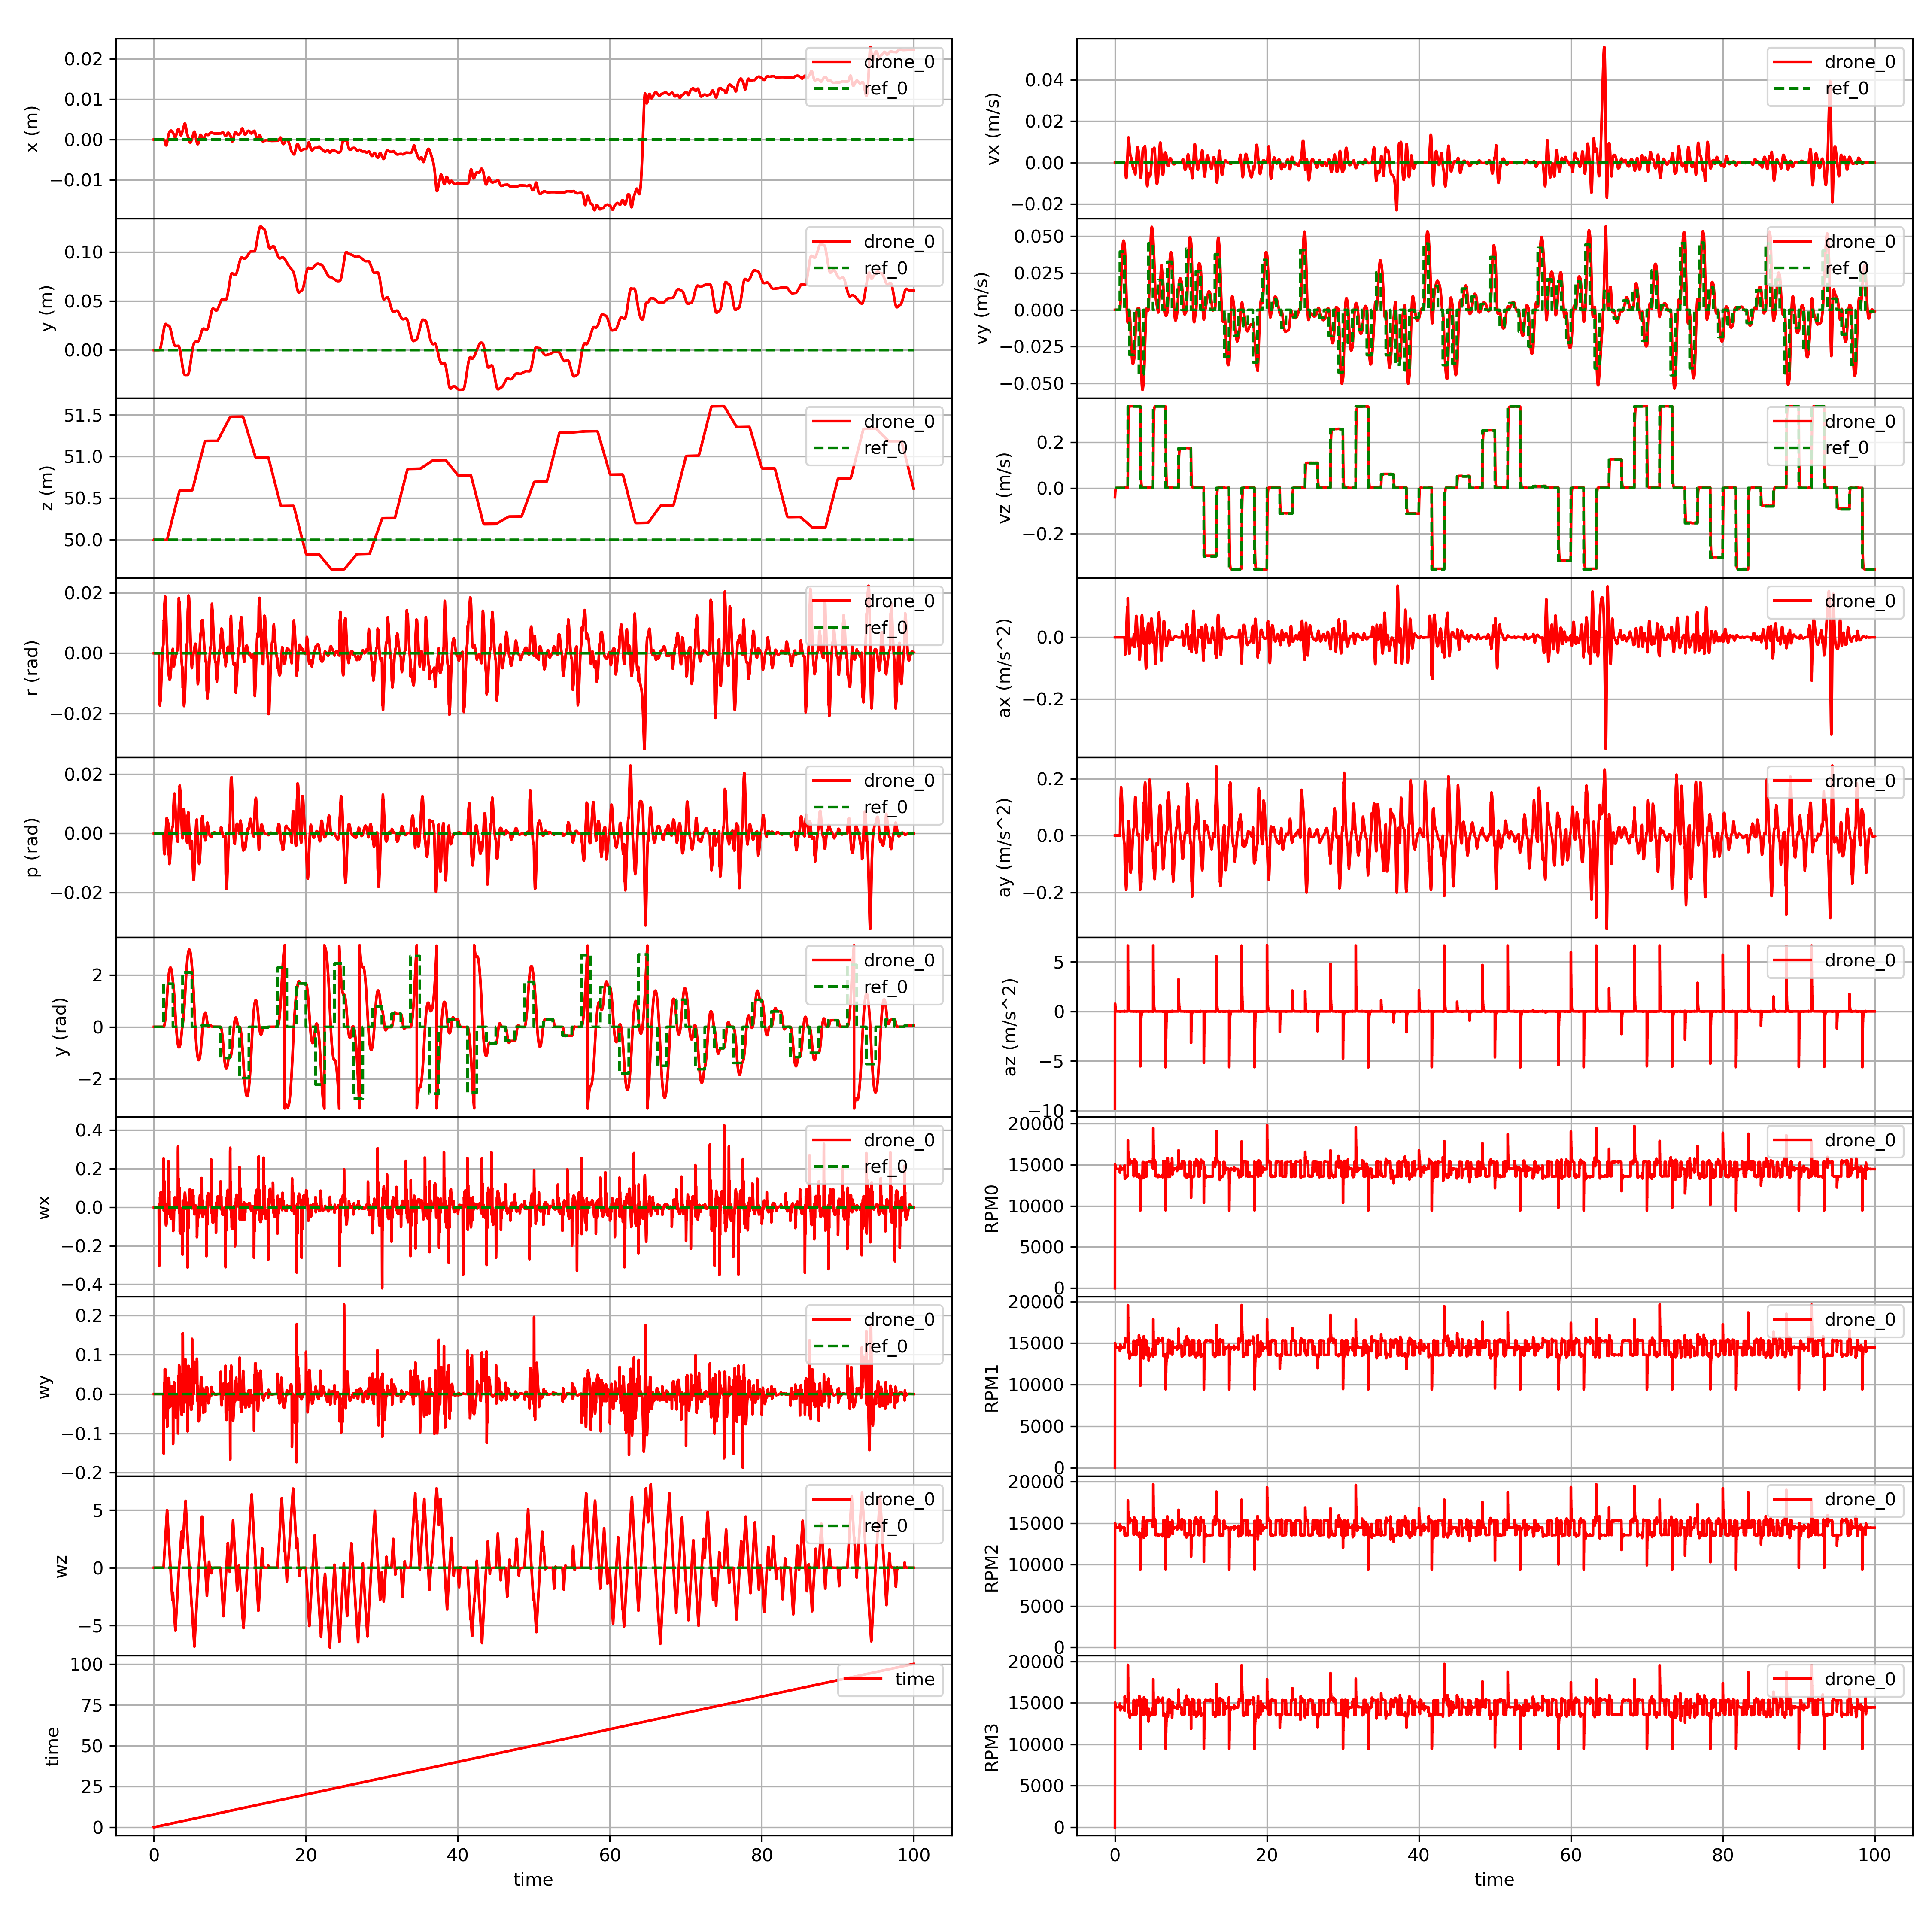 x (m)
0.02
0.01
0.00
−0.01
drone_0
ref_0
y (m)
0.10
0.05
0.00
drone_0
ref_0
z (m)
51.5
51.0
50.5
50.0
drone_0
ref_0
r (rad)
0.02
0.00
−0.02
drone_0
ref_0
p (rad)
0.02
0.00
−0.02
drone_0
ref_0
y (rad)
2
0
−2
drone_0
ref_0
wx
0.4
0.2
0.0
−0.2
−0.4
drone_0
ref_0
wy
0.2
0.1
0.0
−0.1
−0.2
drone_0
ref_0
wz
5
0
−5
drone_0
ref_0
time
100
75
50
25
0
time
0
20
40
60
80
100
time
vx (m/s)
0.04
0.02
0.00
−0.02
drone_0
ref_0
vy (m/s)
0.050
0.025
0.000
−0.025
−0.050
drone_0
ref_0
vz (m/s)
0.2
0.0
−0.2
drone_0
ref_0
ax (m/s^2)
0.0
−0.2
drone_0
ay (m/s^2)
0.2
0.0
−0.2
drone_0
az (m/s^2)
5
0
−5
−10
drone_0
RPM0
20000
15000
10000
5000
0
drone_0
RPM1
20000
15000
10000
5000
0
drone_0
RPM2
20000
15000
10000
5000
0
drone_0
RPM3
20000
15000
10000
5000
0
drone_0
0
20
40
60
80
100
time